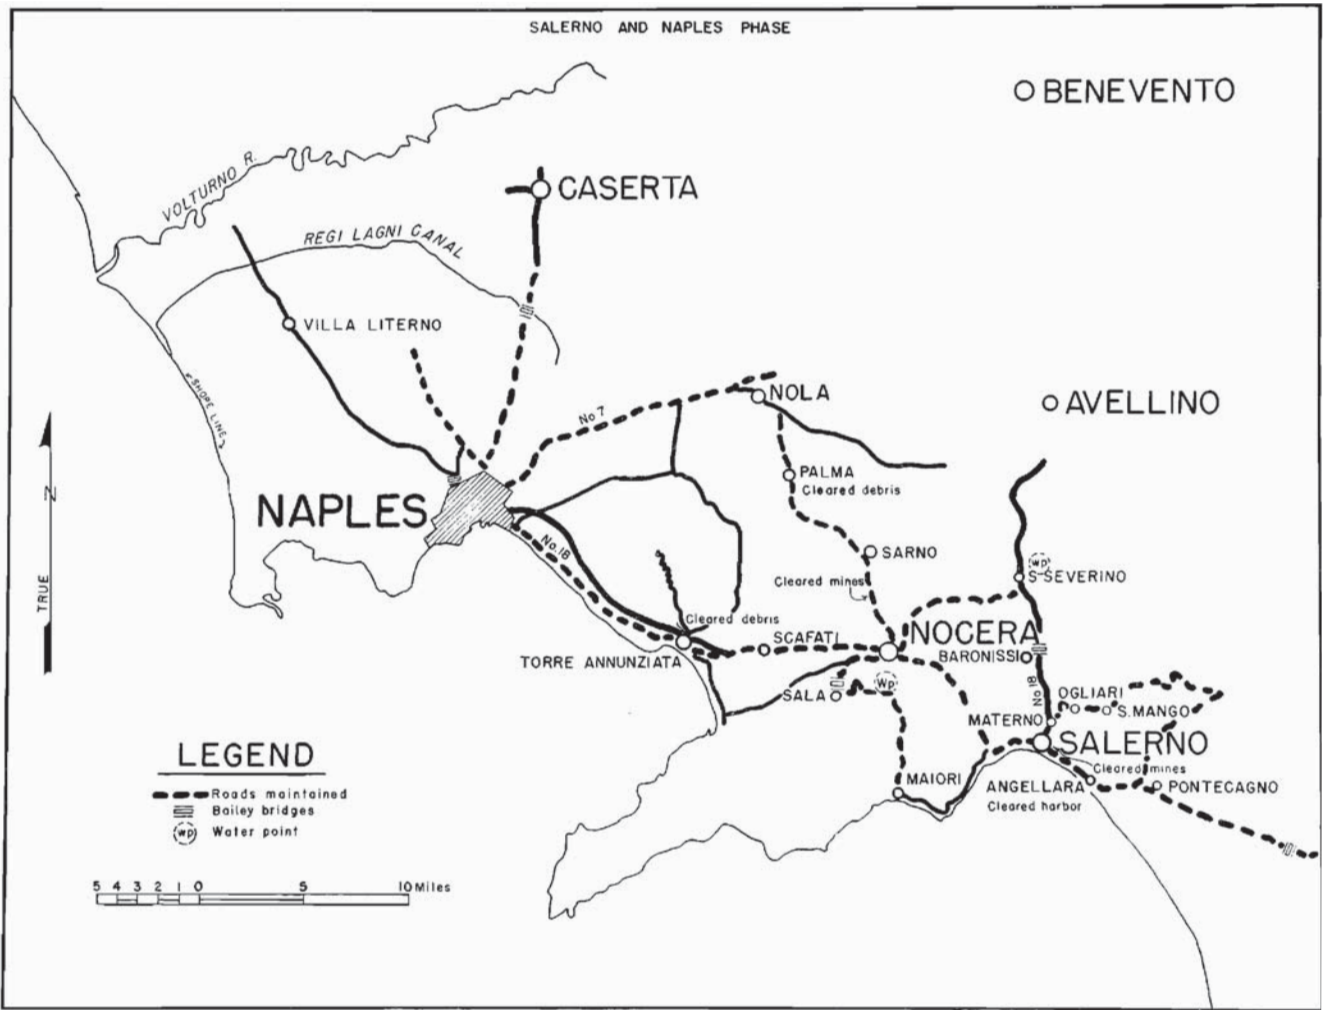 SALERNO AND NAPLES PHASE
BENEVENTO
VOLTURNO R.
CASERTA
REGI LAGNI CANAL
VILLA LITERNO
SHORE LINE
No 7
NOLA
AVELLINO
PALMA
Cleared debris
N
TRUE
NAPLES
No. 18
SARNO
Cleared mines
WP
S. SEVERINO
Cleared debris
SCAFATI
NOCERA
TORRE ANNUNZIATA
BARONISSI
WP
SALA
No 18
OGLIARI
S. MANGO
MATERNO
SALERNO
Cleared mines
MAIORI
ANGELLARA
Cleared harbor
PONTECAGNO
LEGEND
Roads maintained
Bailey bridges
WP Water point
5 4 3 2 1 0 5 10 Miles